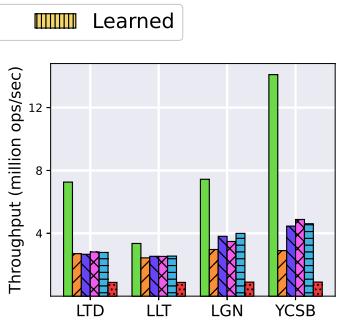 Learned
Throughput (million ops/sec)
12
8
4
LTD LLT LGN YCSB